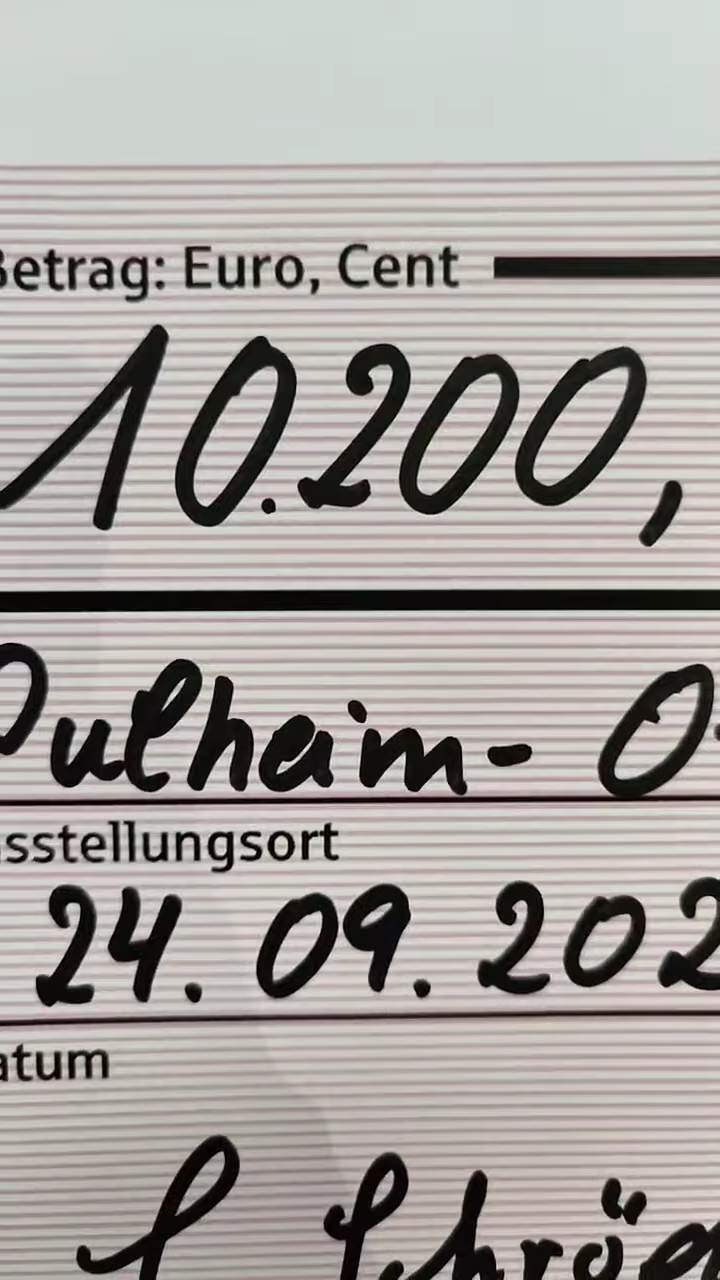 Betrag: Euro, Cent
10.200,
Pulheim- O
sstellungsort
24.09.202
atum